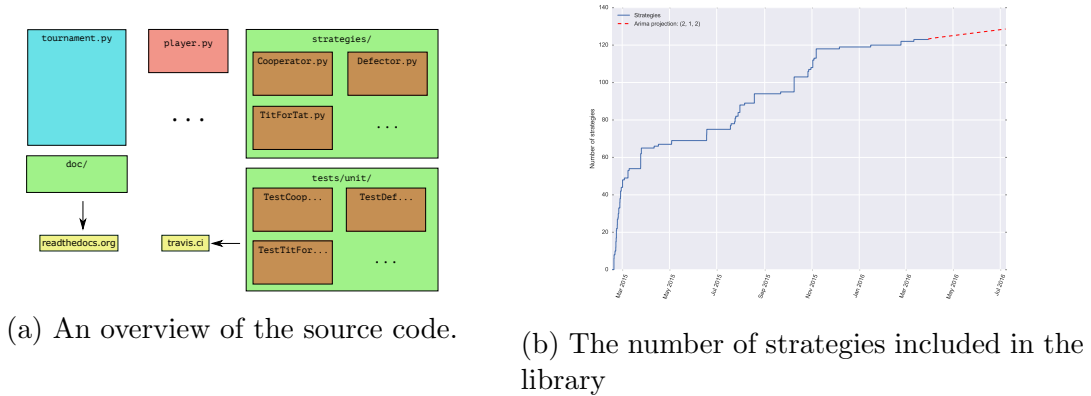 tournament.py
player.py
strategies/
Cooperator.py
Defector.py
TitForTat.py
...
...
doc/
tests/unit/
TestCoop...
TestDef...
readthedocs.org
travis.ci
TestTitFor...
...
(a) An overview of the source code.
Strategies
Arima projection: (2, 1, 2)
Number of strategies
140
120
100
80
60
40
20
0
Mar 2015
May 2015
Jul 2015
Sep 2015
Nov 2015
Jan 2016
Mar 2016
May 2016
Jul 2016
(b) The number of strategies included in the
library